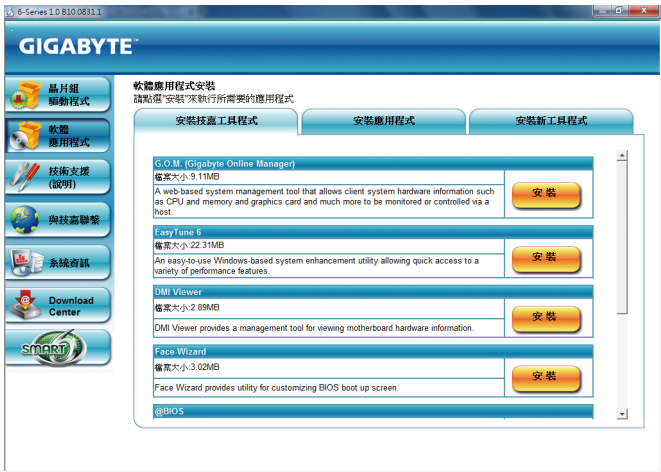 6-Series 1.0 B10.0831.1
GIGABYTE™
晶片組
驅動程式
軟體
應用程式
技術支援
(說明)
與技嘉聯繫
系統資訊
Download
Center
SMART
軟體應用程式安裝
請點選"安裝"來執行所需要的應用程式
安裝技嘉工具程式
安裝應用程式
安裝新工具程式
G.O.M. (Gigabyte Online Manager)
檔案大小:9.11MB
A web-based system management tool that allows client system hardware information such
as CPU and memory and graphics card and much more to be monitored or controlled via a
host.
安裝
EasyTune 6
檔案大小:22.31MB
An easy-to-use Windows-based system enhancement utility allowing quick access to a
variety of performance features.
安裝
DMI Viewer
檔案大小:2.89MB
DMI Viewer provides a management tool for viewing motherboard hardware information.
安裝
Face-Wizard
檔案大小:3.02MB
Face Wizard provides utility for customizing BIOS boot up screen.
安裝
@BIOS